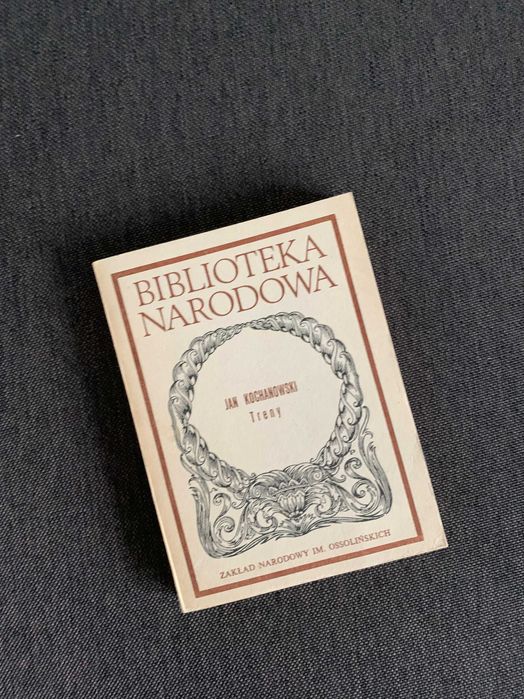 BIBLIOTEKA
NARODOWA
JAN KOCHANOWSKI
Treny
ZAKŁAD NARODOWY IM. OSSOLIŃSKICH